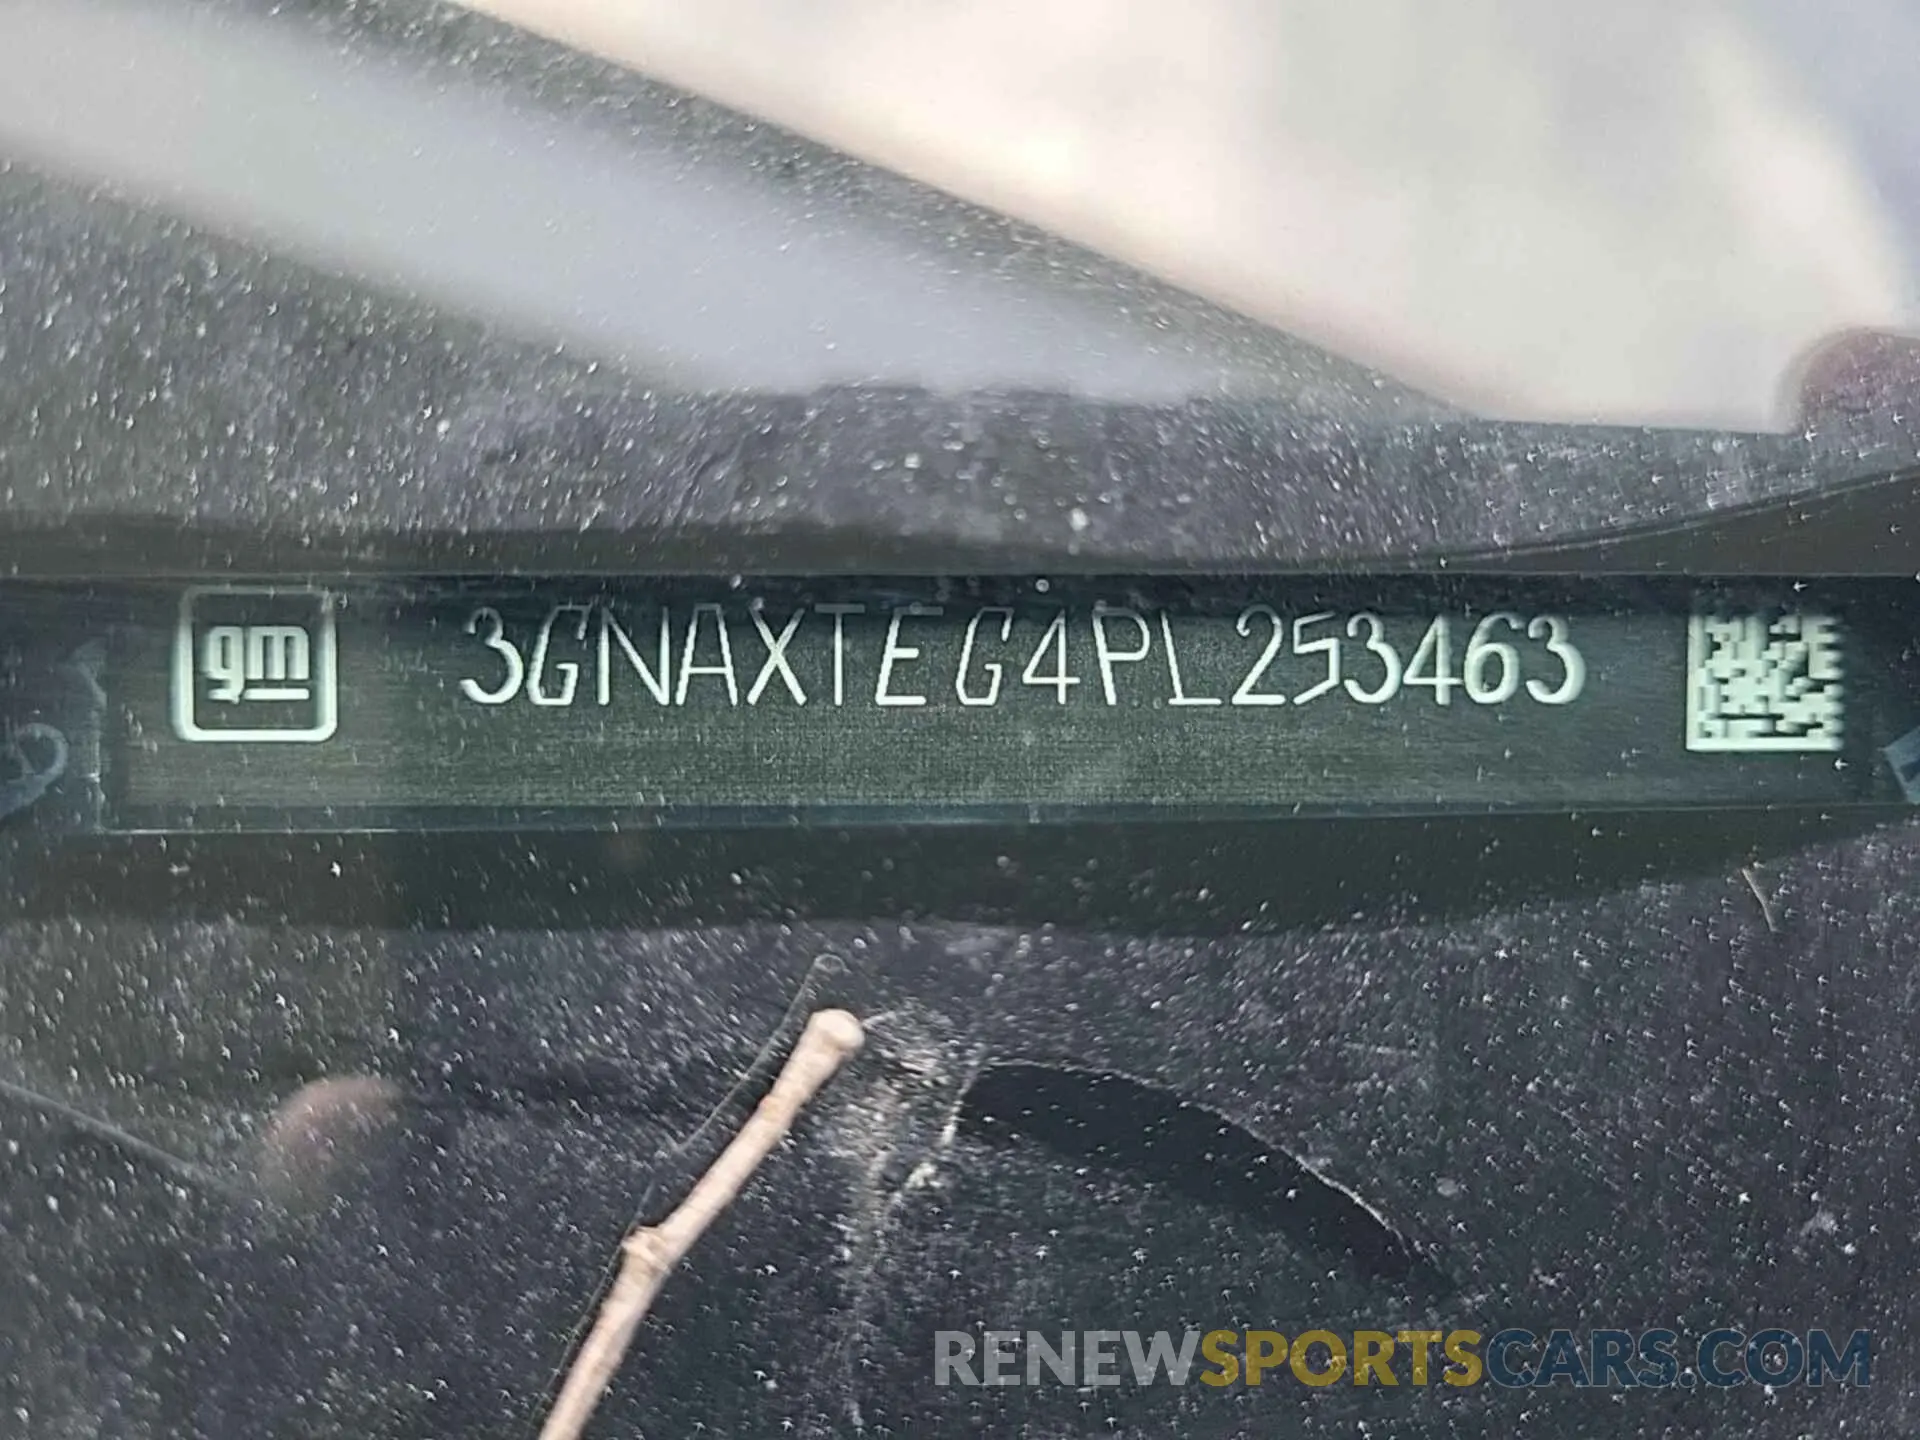 gm 3GNAXTEG4PL253463
RENEWSPORTSCARS.COM